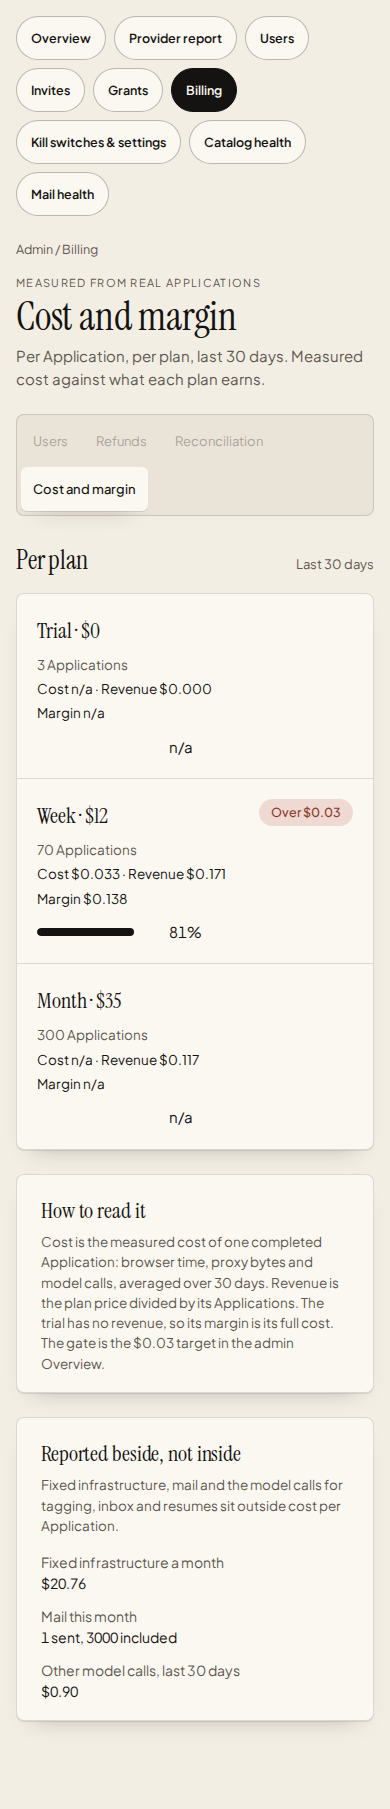 Overview
Provider report
Users
Invites
Grants
Billing
Kill switches & settings
Catalog health
Mail health
Admin / Billing
MEASURED FROM REAL APPLICATIONS
Cost and margin
Per Application, per plan, last 30 days. Measured
cost against what each plan earns.
Users
Refunds
Reconciliation
Cost and margin
Per plan
Last 30 days
Trial · $0
3 Applications
Cost n/a · Revenue $0.000
Margin n/a
n/a
Week · $12
Over $0.03
70 Applications
Cost $0.033 · Revenue $0.171
Margin $0.138
81%
Month · $35
300 Applications
Cost n/a · Revenue $0.117
Margin n/a
n/a
How to read it
Cost is the measured cost of one completed
Application: browser time, proxy bytes and
model calls, averaged over 30 days. Revenue is
the plan price divided by its Applications. The
trial has no revenue, so its margin is its full cost.
The gate is the $0.03 target in the admin
Overview.
Reported beside, not inside
Fixed infrastructure, mail and the model calls for
tagging, inbox and resumes sit outside cost per
Application.
Fixed infrastructure a month
$20.76
Mail this month
1 sent, 3000 included
Other model calls, last 30 days
$0.90